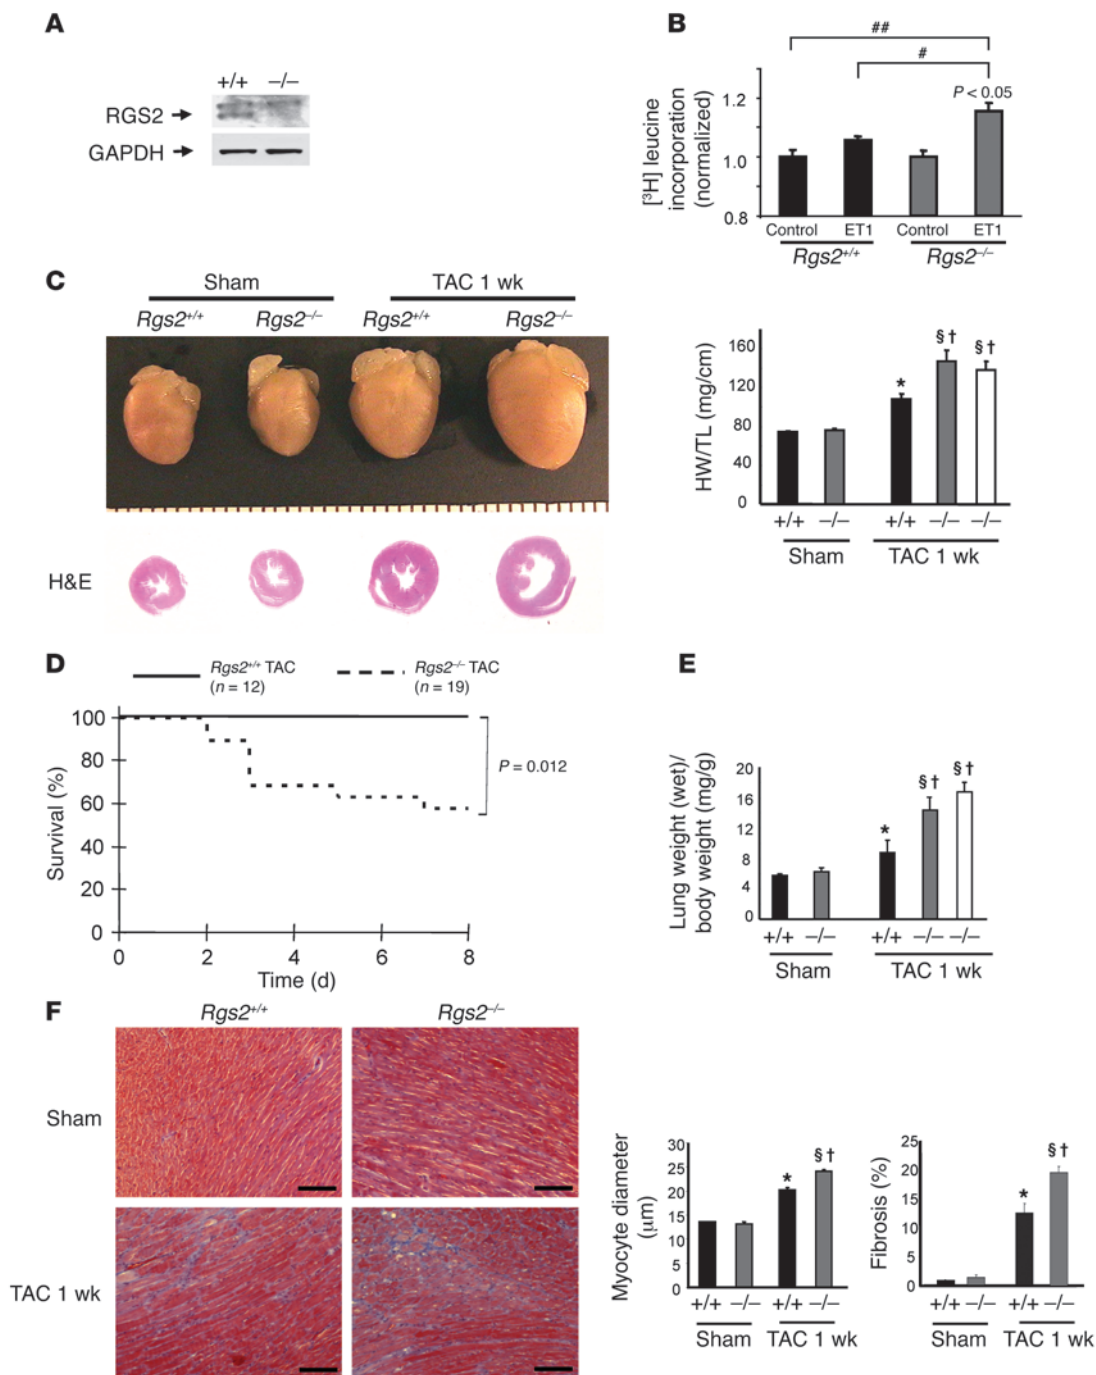 A
+/+ –/–
RGS2
GAPDH
B
##
#
P < 0.05
[³H] leucine
incorporation
(normalized)
1.2
1.0
0.8
Control ET1 Control ET1
Rgs2+/+ Rgs2–/–
C
Sham TAC 1 wk
Rgs2+/+ Rgs2–/– Rgs2+/+ Rgs2–/–
H&E
HW/TL (mg/cm)
160
120
80
40
0
* §† §†
+/+ –/– +/+ –/– –/–
Sham TAC 1 wk
D
Rgs2+/+ TAC
(n = 12)
Rgs2–/– TAC
(n = 19)
Survival (%)
100
80
60
40
20
0
P = 0.012
0 2 4 6 8
Time (d)
E
Lung weight (wet)/
body weight (mg/g)
20
16
12
8
4
0
* §† §†
+/+ –/– +/+ –/– –/–
Sham TAC 1 wk
F
Rgs2+/+ Rgs2–/–
Sham
TAC 1 wk
Myocyte diameter
(μm)
30
25
20
15
10
5
0
* §†
+/+ –/– +/+ –/–
Sham TAC 1 wk
Fibrosis (%)
25
20
15
10
5
0
* §†
+/+ –/– +/+ –/–
Sham TAC 1 wk